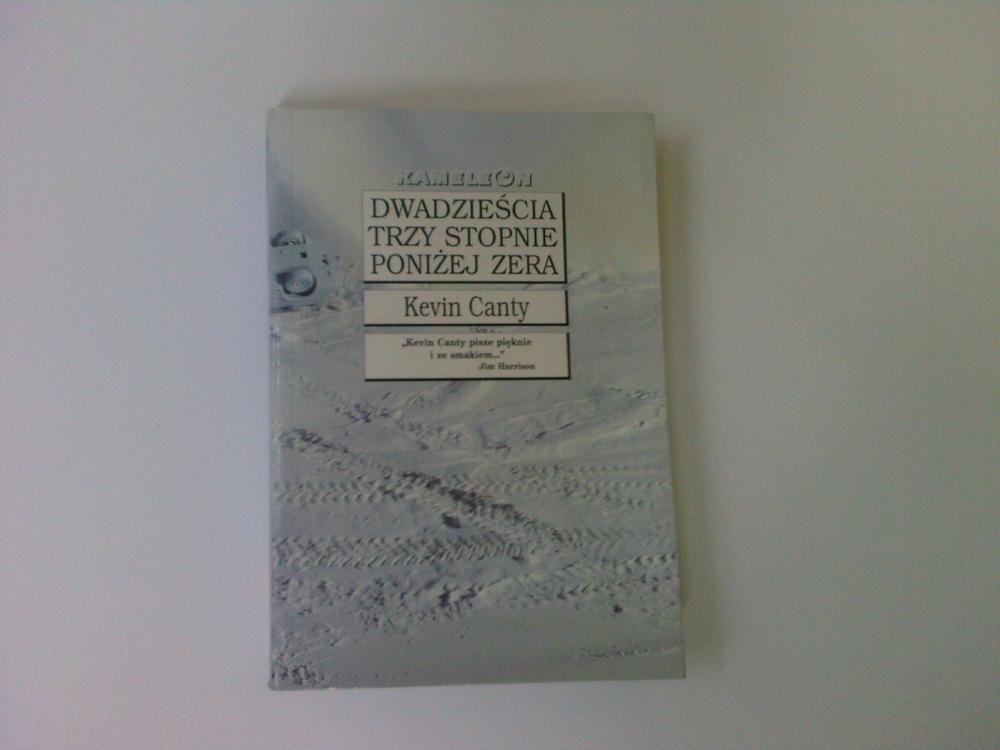 KAMELEON
DWADZIEŚCIA
TRZY STOPNIE
PONIŻEJ ZERA
Kevin Canty
„Kevin Canty pisze pięknie
i ze smakiem..."
Jim Harrison